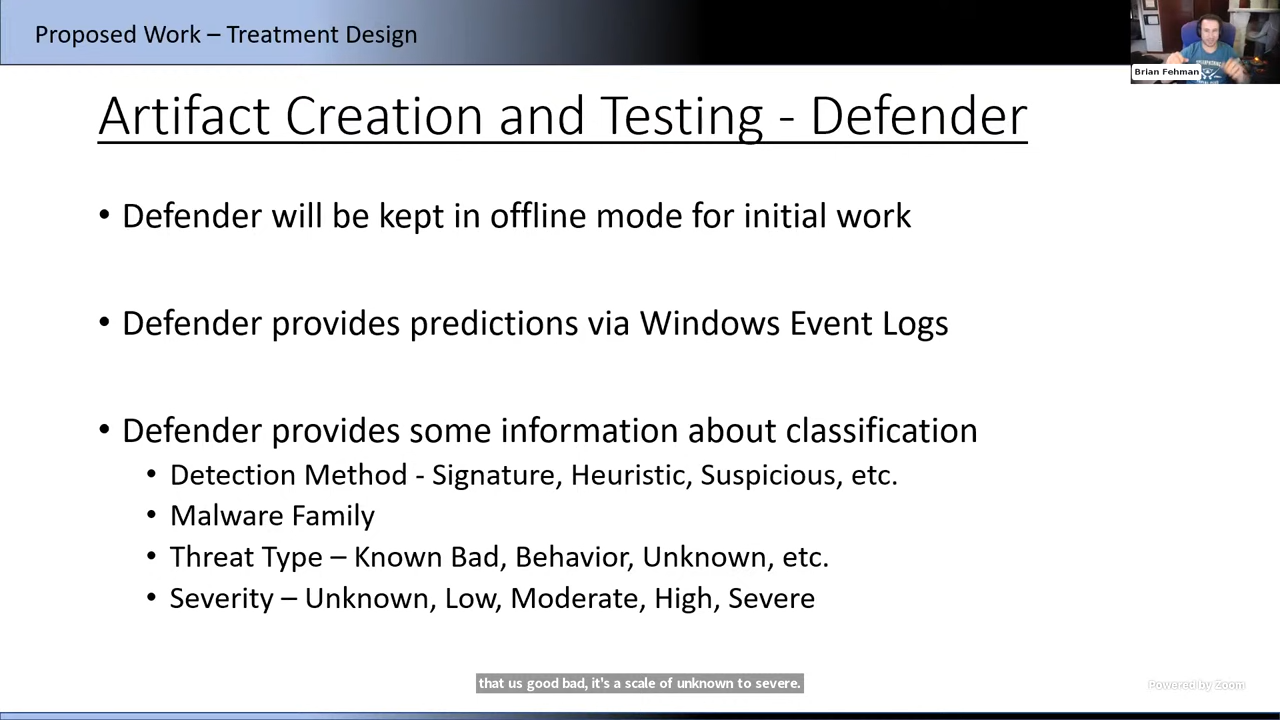 Proposed Work – Treatment Design
Brian Fehman
Artifact Creation and Testing - Defender
• Defender will be kept in offline mode for initial work
• Defender provides predictions via Windows Event Logs
• Defender provides some information about classification
• Detection Method - Signature, Heuristic, Suspicious, etc.
• Malware Family
• Threat Type – Known Bad, Behavior, Unknown, etc.
• Severity – Unknown, Low, Moderate, High, Severe
that us good bad, it's a scale of unknown to severe.
Powered by Zoom